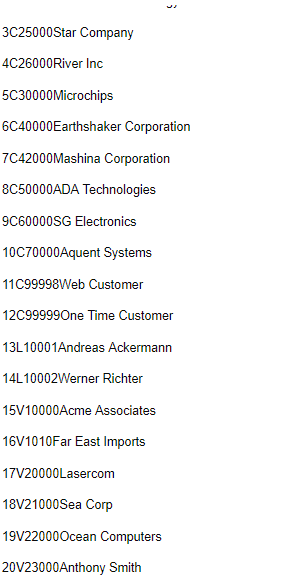 3C25000Star Company
4C26000River Inc
5C30000Microchips
6C40000Earthshaker Corporation
7C42000Mashina Corporation
8C50000ADA Technologies
9C60000SG Electronics
10C70000Aquent Systems
11C99998Web Customer
12C99999One Time Customer
13L10001Andreas Ackermann
14L10002Werner Richter
15V10000Acme Associates
16V1010Far East Imports
17V20000Lasercom
18V21000Sea Corp
19V22000Ocean Computers
20V23000Anthony Smith